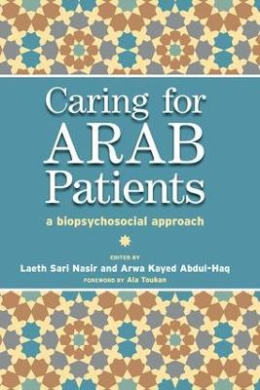 Caring for
ARAB
Patients
a biopsychosocial approach
EDITED BY
Laeth Sari Nasir and Arwa Kayed Abdul-Haq
FOREWORD BY Ala Toukan